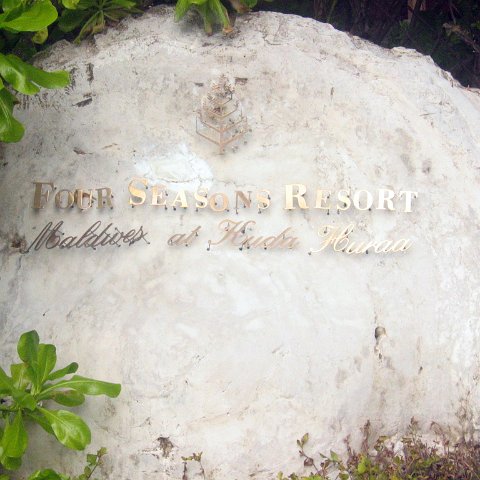 FOUR SEASONS RESORT
Maldives at Kuda Huraa